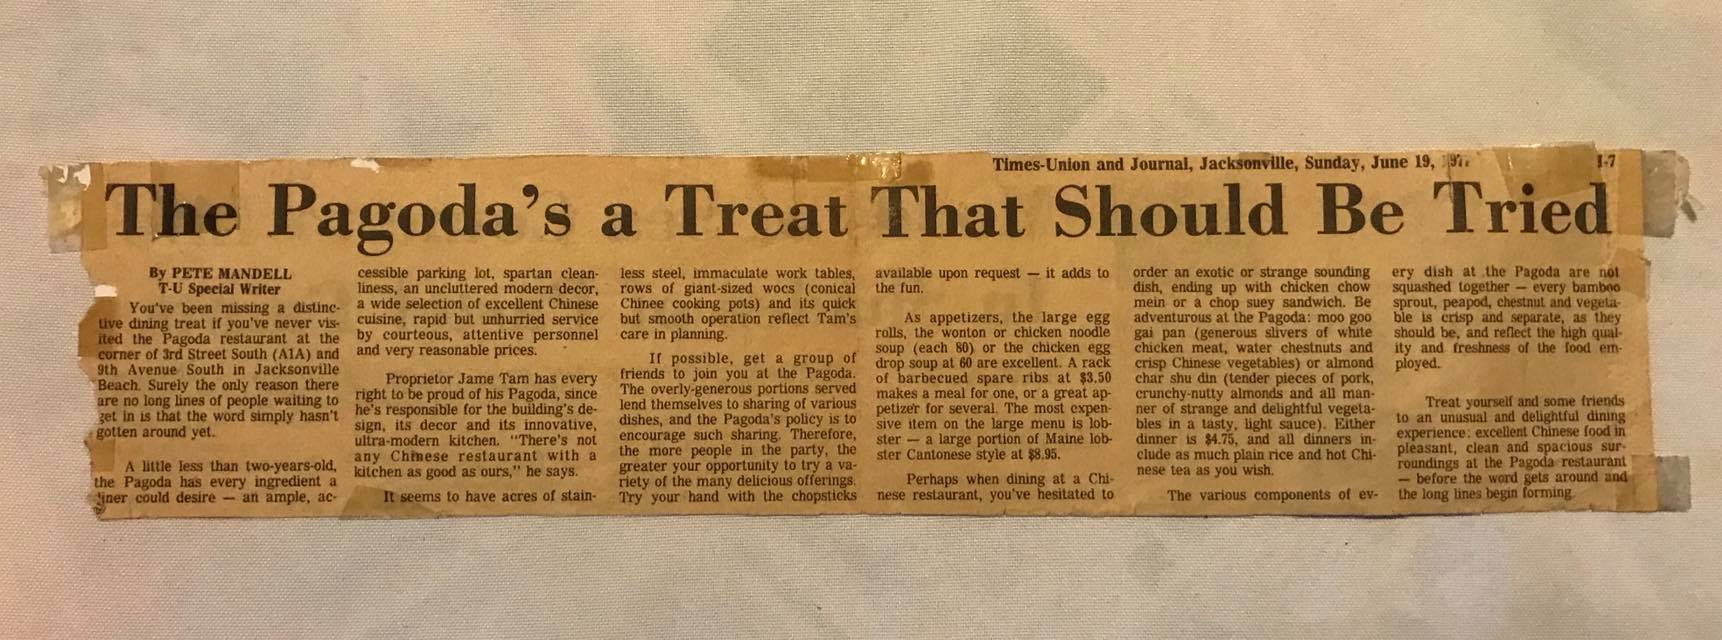 Times-Union and Journal, Jacksonville, Sunday, June 19,
The Pagoda's a Treat That Should Be Tried
By PETE MANDELL
T-U Special Writer
You've been missing a distinc-
tive dining treat if you've never vis-
ited the Pagoda restaurant at the
corner of 3rd Street South (A1A) and
9th Avenue South in Jacksonville
Beach. Surely the only reason there
are no long lines of people waiting to
get in is that the word simply hasn't
gotten around yet.
A little less than two-years-old,
the Pagoda has every ingredient a
diner could desire — an ample, ac-
cessible parking lot, spartan clean-
liness, an uncluttered modern decor,
a wide selection of excellent Chinese
cuisine, rapid but unhurried service
by courteous, attentive personnel
and very reasonable prices.
Proprietor Jame Tam has every
right to be proud of his Pagoda, since
he's responsible for the building's de-
sign, its decor and its innovative,
ultra-modern kitchen. "There's not
any Chinese restaurant with a
kitchen as good as ours," he says.
It seems to have acres of stain-
less steel, immaculate work tables,
rows of giant-sized wocs (conical
Chinee cooking pots) and its quick
but smooth operation reflect Tam's
care in planning.
If possible, get a group of
friends to join you at the Pagoda.
The overly-generous portions served
lend themselves to sharing of various
dishes, and the Pagoda's policy is to
encourage such sharing. Therefore,
the more people in the party, the
greater your opportunity to try a va-
riety of the many delicious offerings.
Try your hand with the chopsticks
available upon request — it adds to
the fun.
As appetizers, the large egg
rolls, the wonton or chicken noodle
soup (each 80) or the chicken egg
drop soup at 60 are excellent. A rack
of barbecued spare ribs at $3.50
makes a meal for one, or a great ap-
petizer for several. The most expen-
sive item on the large menu is lob-
ster — a large portion of Maine lob-
ster Cantonese style at $8.95.
Perhaps when dining at a Chi-
nese restaurant, you've hesitated to
order an exotic or strange sounding
dish, ending up with chicken chow
mein or a chop suey sandwich. Be
adventurous at the Pagoda: moo goo
gai pan (generous slivers of white
chicken meat, water chestnuts and
crisp Chinese vegetables) or almond
char shu din (tender pieces of pork,
crunchy-nutty almonds and all man-
ner of strange and delightful vegeta-
bles in a tasty, light sauce). Either
dinner is $4.75, and all dinners in-
clude as much plain rice and hot Chi-
nese tea as you wish.
The various components of ev-
ery dish at the Pagoda are not
squashed together — every bamboo
sprout, peapod, chestnut and vegeta-
ble is crisp and separate, as they
should be, and reflect the high qual-
ity and freshness of the food em-
ployed.
Treat yourself and some friends
to an unusual and delightful dining
experience: excellent Chinese food in
pleasant, clean and spacious sur-
roundings at the Pagoda restaurant
— before the word gets around and
the long lines begin forming.